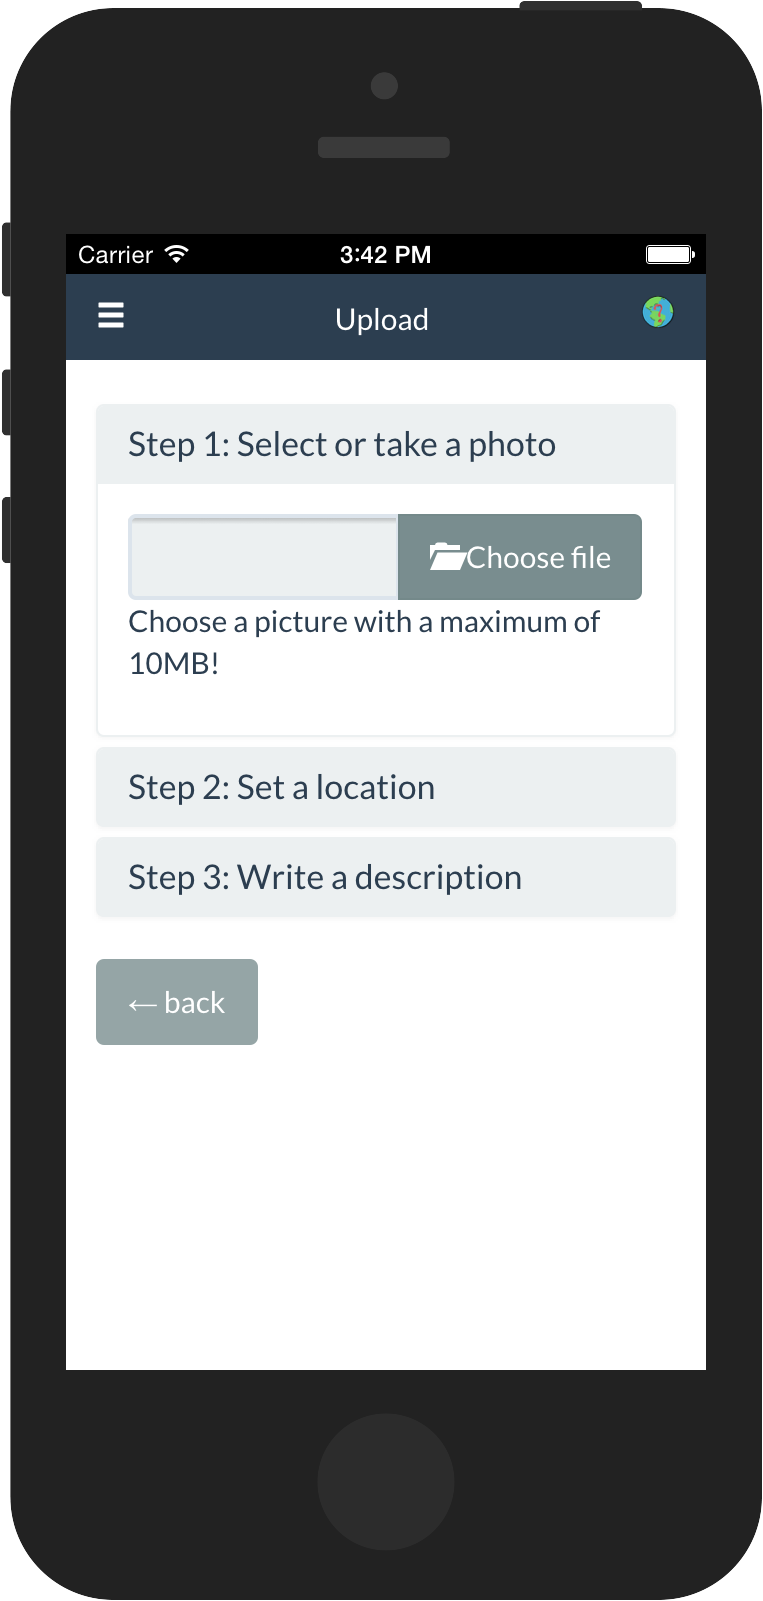 Carrier 3:42 PM
Upload
Step 1: Select or take a photo
Choose file
Choose a picture with a maximum of
10MB!
Step 2: Set a location
Step 3: Write a description
← back